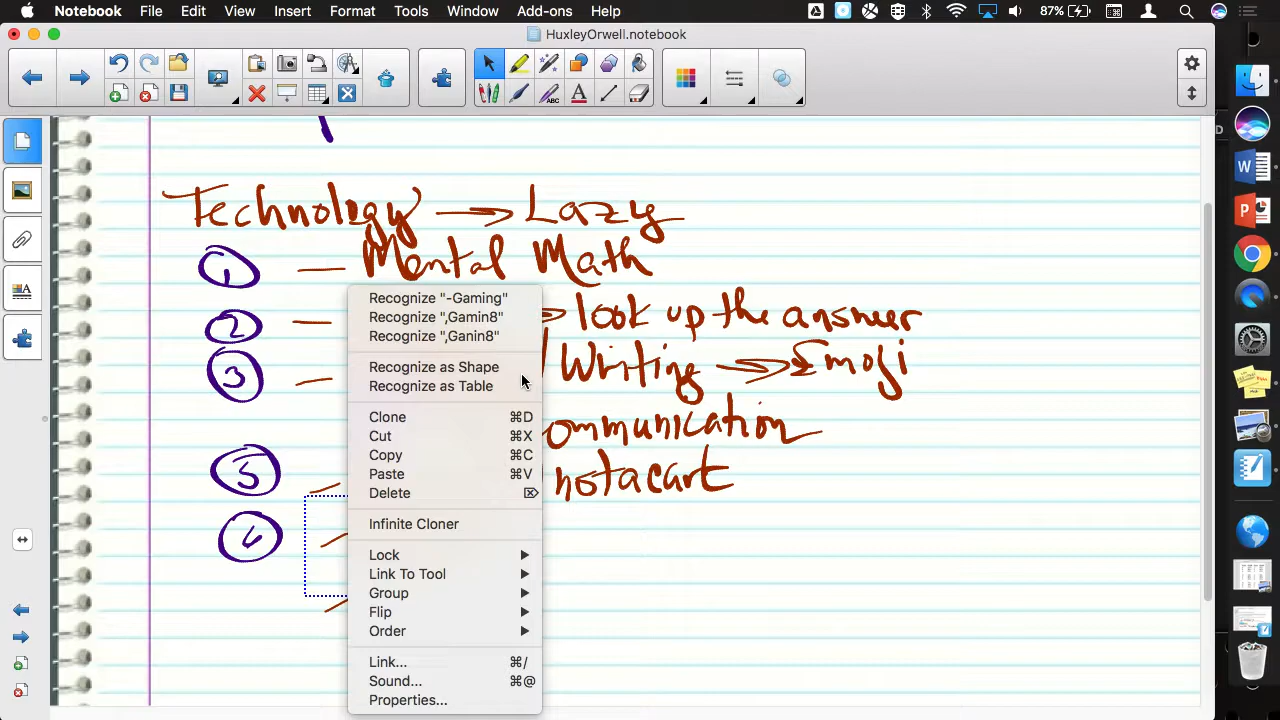 Notebook File Edit View Insert Format Tools Window Add-ons Help 87%
HuxleyOrwell.notebook
Technology → Lazy
1 — Mental Math
2 — → look up the answer
3 — Writing → Emoji
ommunication
5 — not a cart
6
Recognize "-Gaming"
Recognize ",Gamin8"
Recognize ",Ganin8"
Recognize as Shape
Recognize as Table
Clone ⌘D
Cut ⌘X
Copy ⌘C
Paste ⌘V
Delete
Infinite Cloner
Lock
Link To Tool
Group
Flip
Order
Link... ⌘/
Sound... ⌘@
Properties...